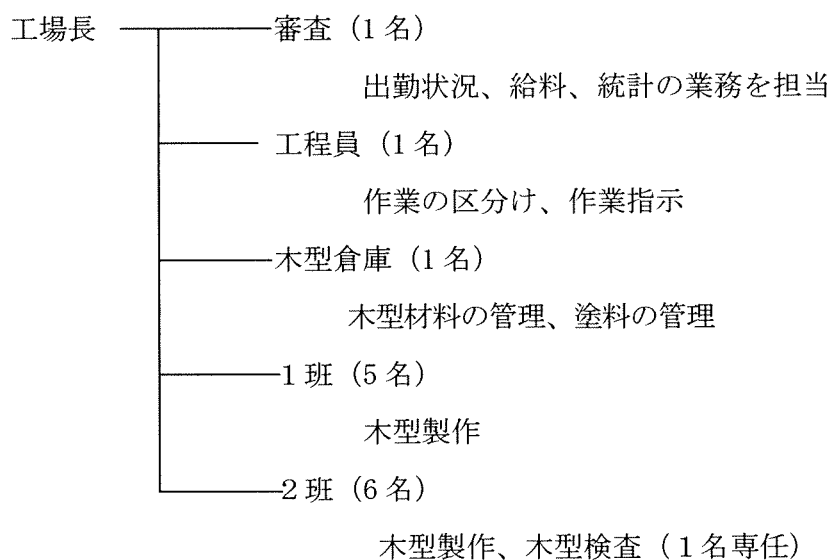 工場長 審査（1 名）
出勤状況、給料、統計の業務を担当
工程員（1 名）
作業の区分け、作業指示
木型倉庫（1 名）
木型材料の管理、塗料の管理
1 班（5 名）
木型製作
2 班（6 名）
木型製作、木型検査（１名専任）